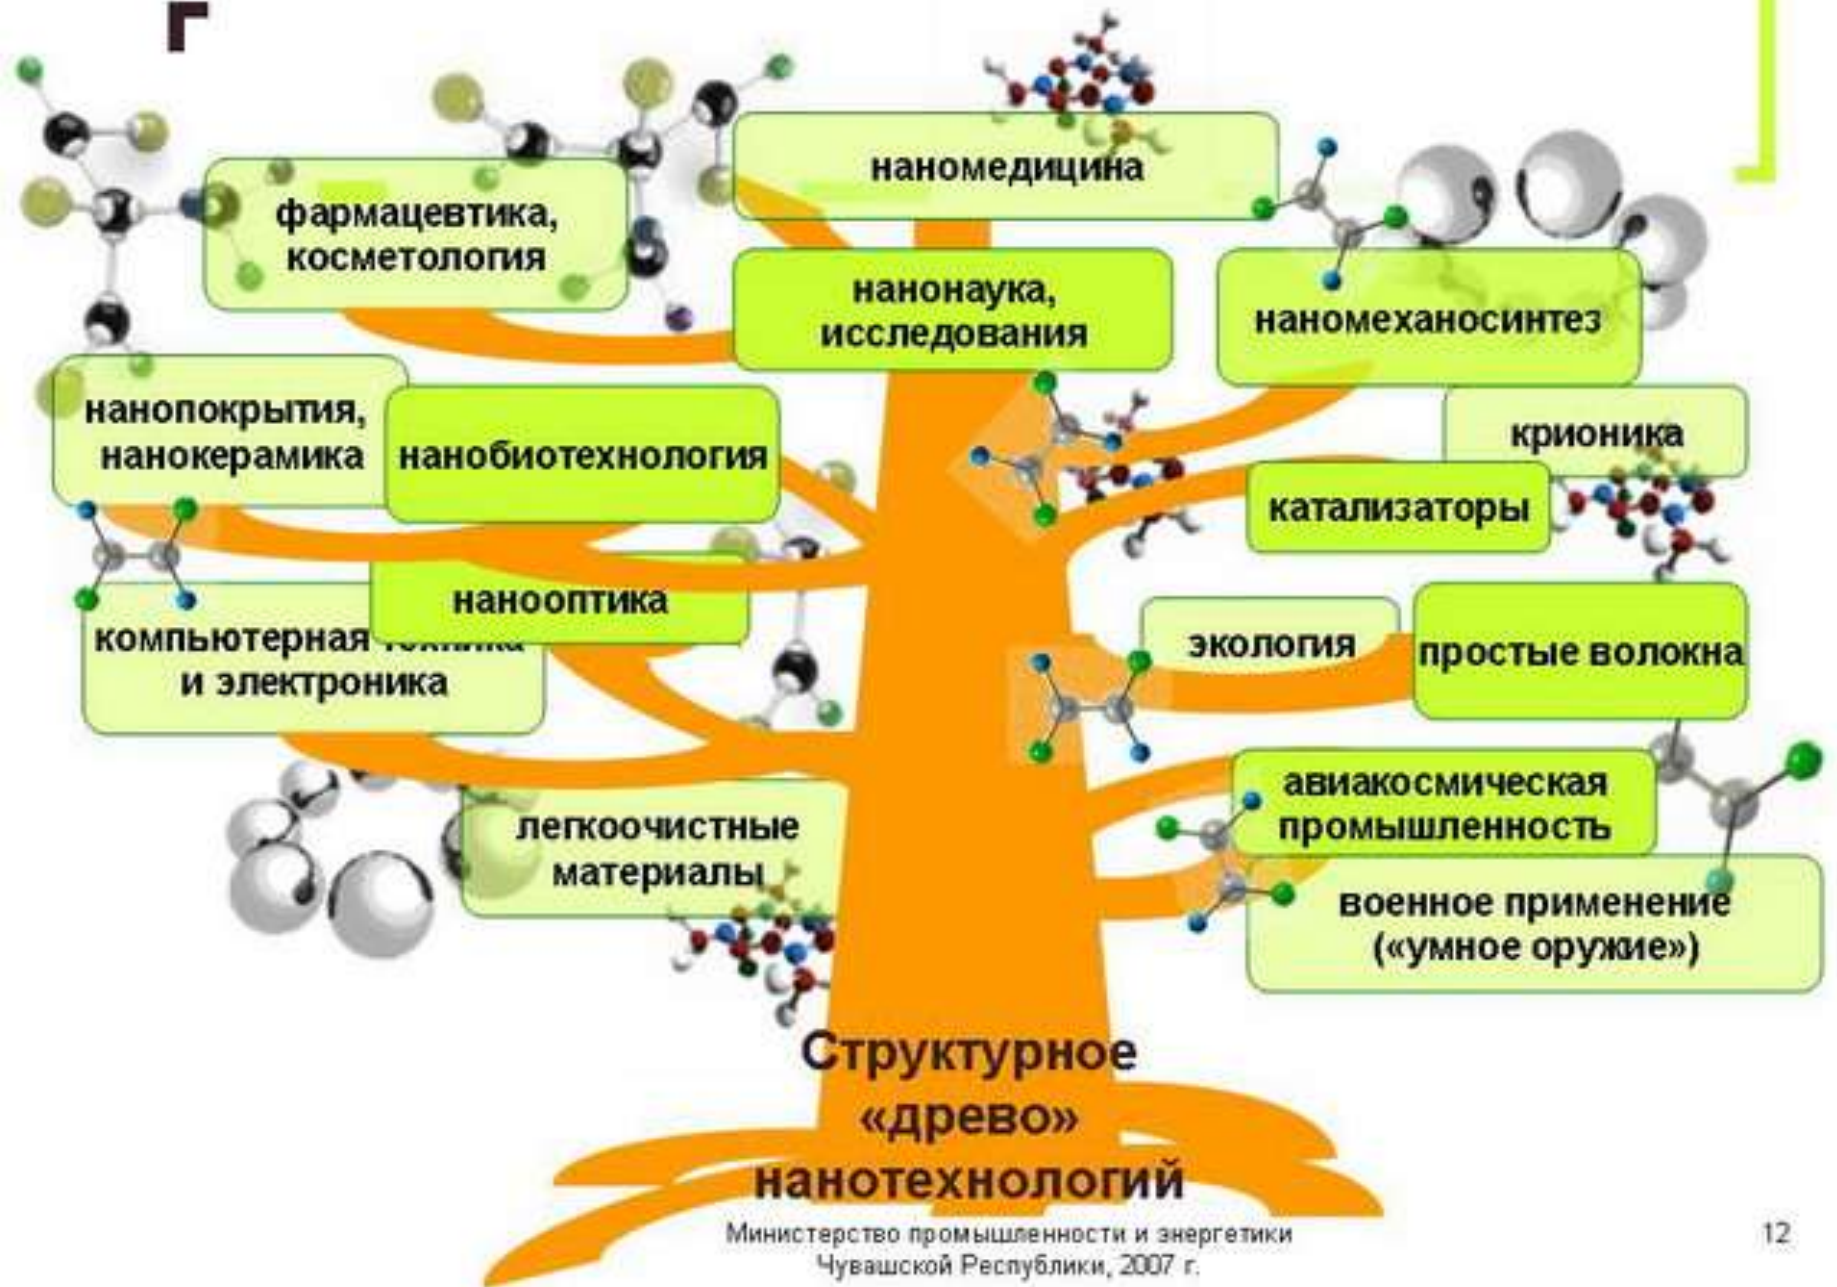 наномедицина
фармацевтика,
косметология
нанонаука,
исследования
наномеханосинтез
нанопокрытия,
нанокерамика
нанобиотехнология
крионика
катализаторы
нанооптика
компьютерная техника
и электроника
экология
простые волокна
авиакосмическая
промышленность
легкоочистные
материалы
военное применение
(«умное оружие»)
Структурное
«древо»
нанотехнологий
Министерство промышленности и энергетики
Чувашской Республики, 2007 г.
12